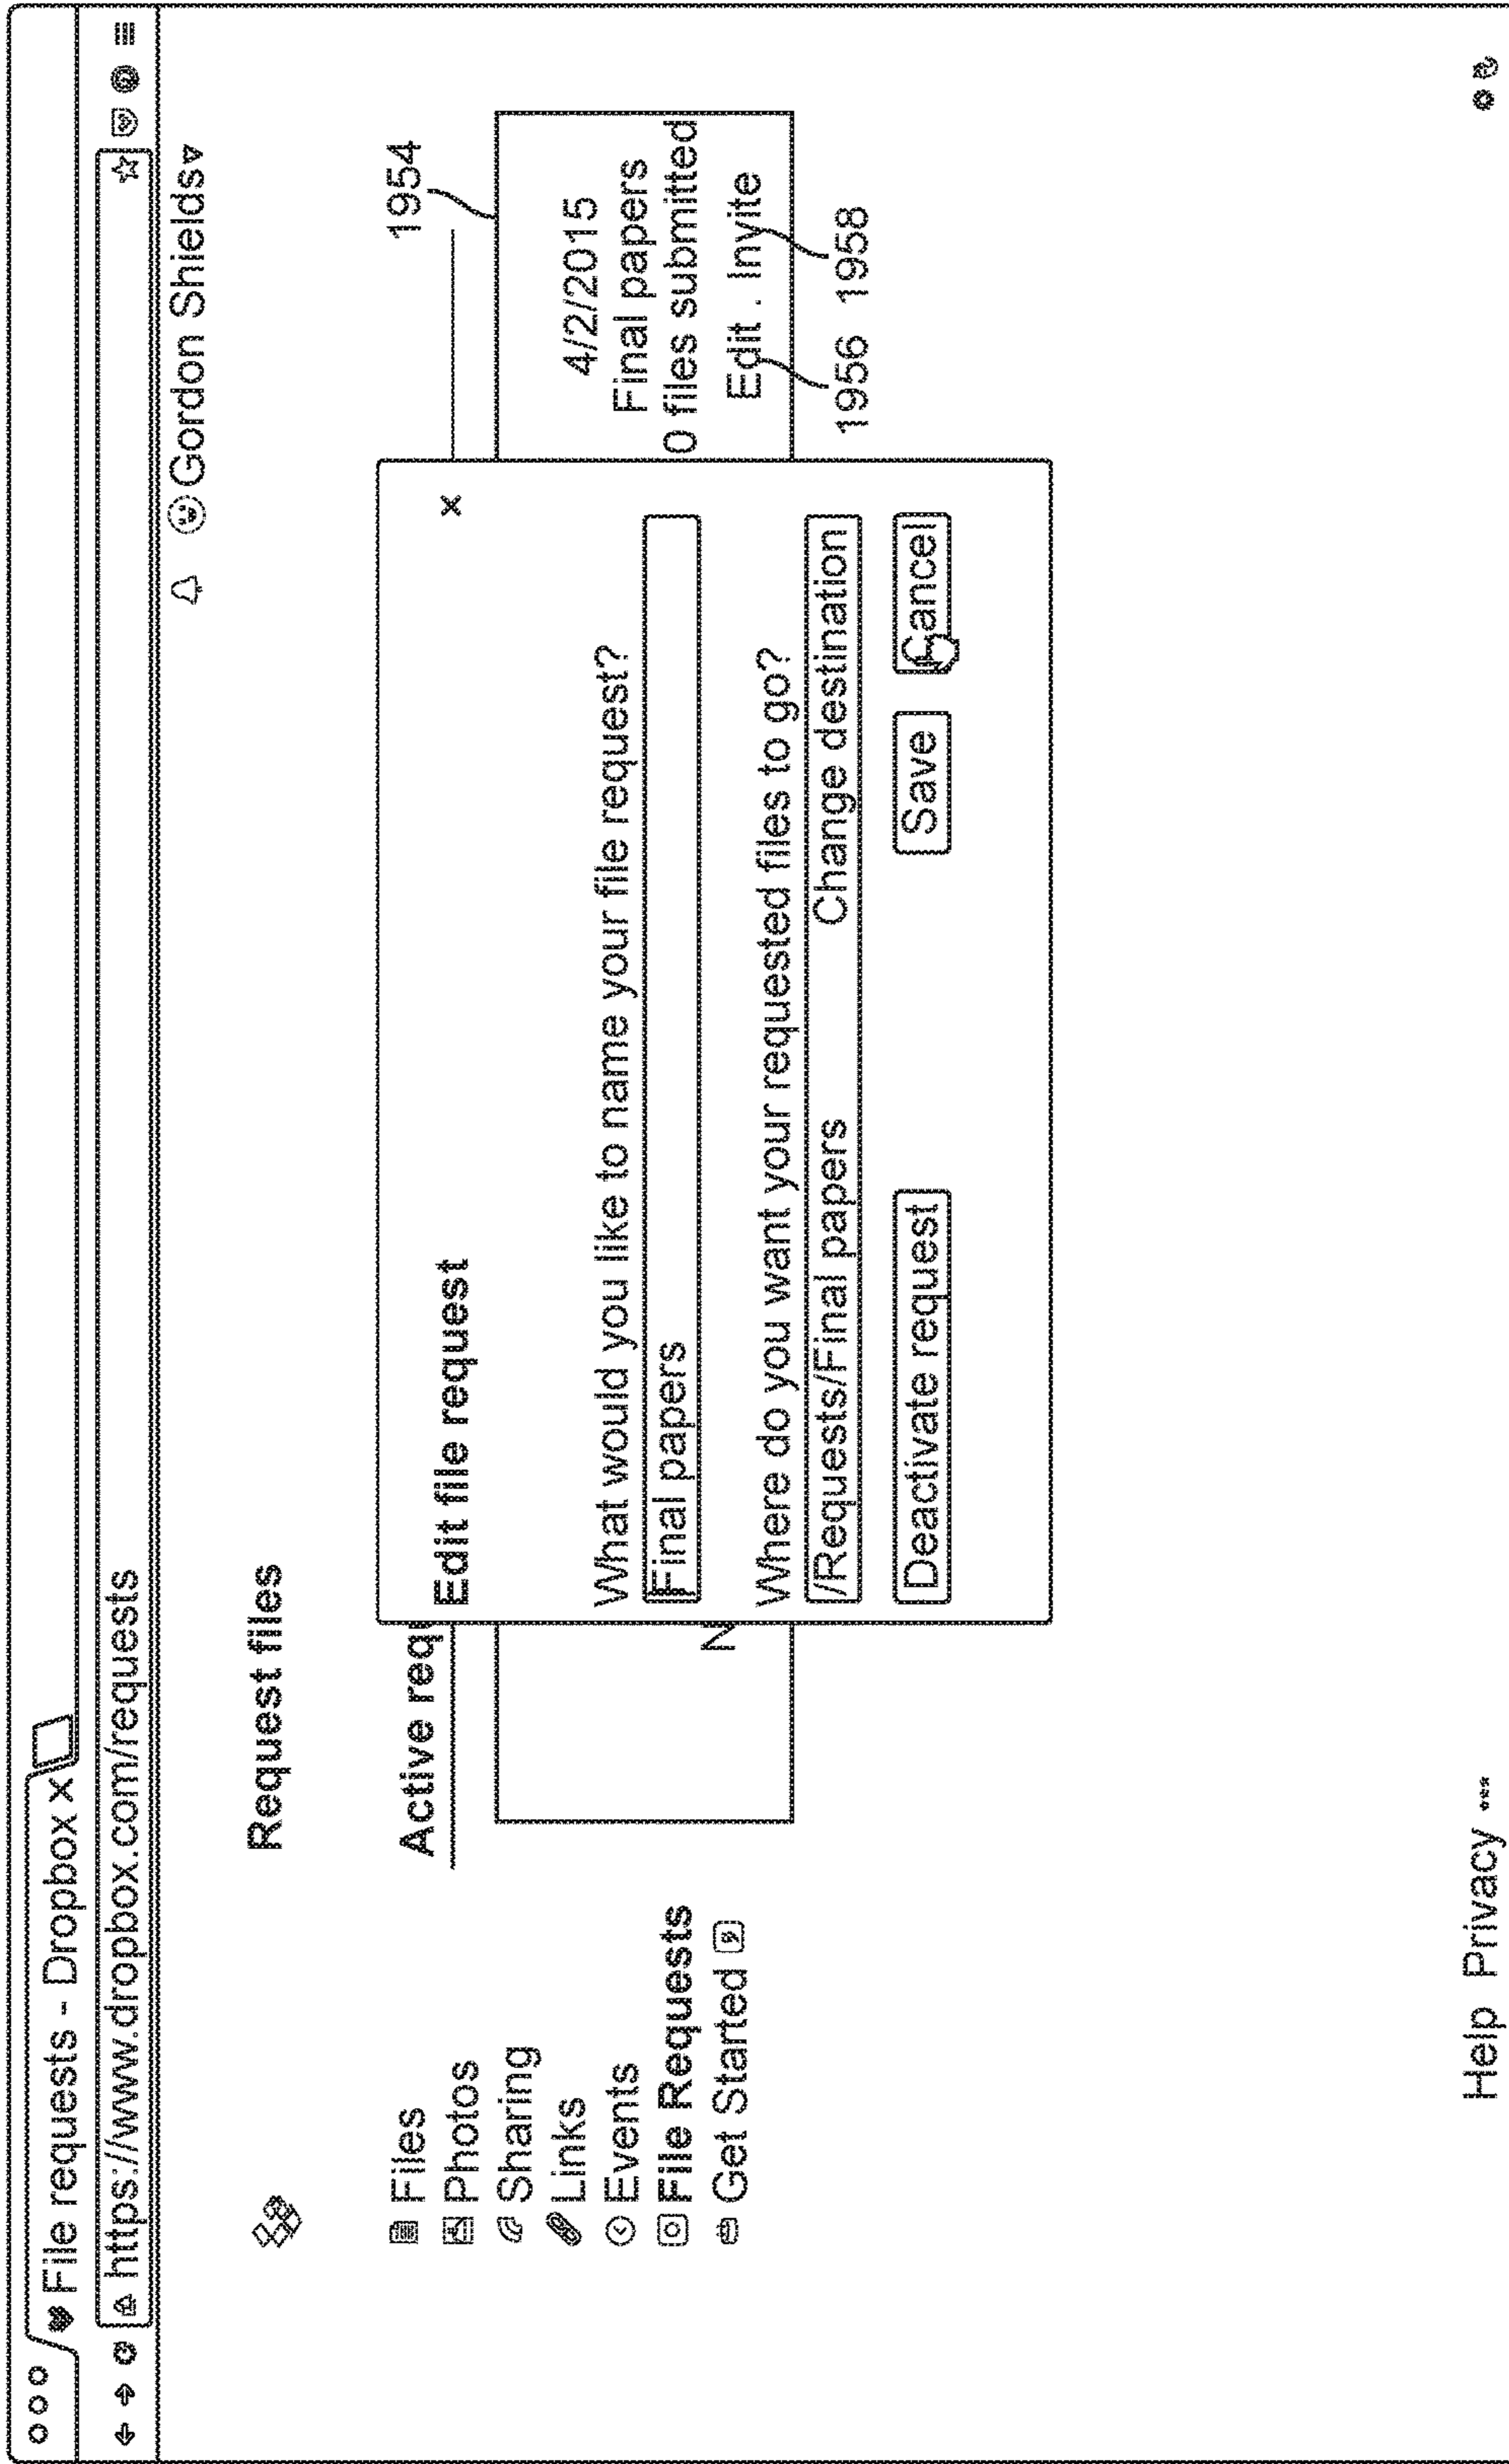 File requests - Dropbox X
https://www.dropbox.com/requests
Gordon Shields
Request files
1954
Active req
Files
Photos
Sharing
Links
Events
File Requests
Get Started
Edit file request
x
What would you like to name your file request?
Final papers
Where do you want your requested files to go?
/Requests/Final papers Change destination
Deactivate request Save Cancel
N
4/2/2015
Final papers
0 files submitted
Edit . Invite
1956 1958
Help Privacy •••